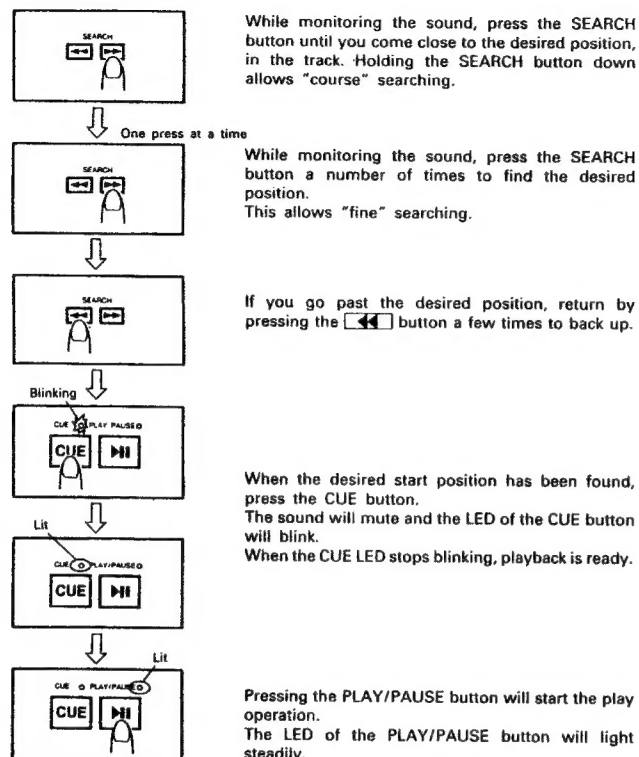 SEARCH
While monitoring the sound, press the SEARCH
button until you come close to the desired position,
in the track. Holding the SEARCH button down
allows "course" searching.
One press at a time
SEARCH
While monitoring the sound, press the SEARCH
button a number of times to find the desired
position.
This allows "fine" searching.
SEARCH
If you go past the desired position, return by
pressing the ◀◀ button a few times to back up.
Blinking
CUE PLAY PAUSE
CUE
When the desired start position has been found,
press the CUE button.
The sound will mute and the LED of the CUE button
will blink.
When the CUE LED stops blinking, playback is ready.
Lit
CUE PLAY/PAUSE
CUE
Lit
CUE PLAY/PAUSE
CUE
Pressing the PLAY/PAUSE button will start the play
operation.
The LED of the PLAY/PAUSE button will light
steadily.